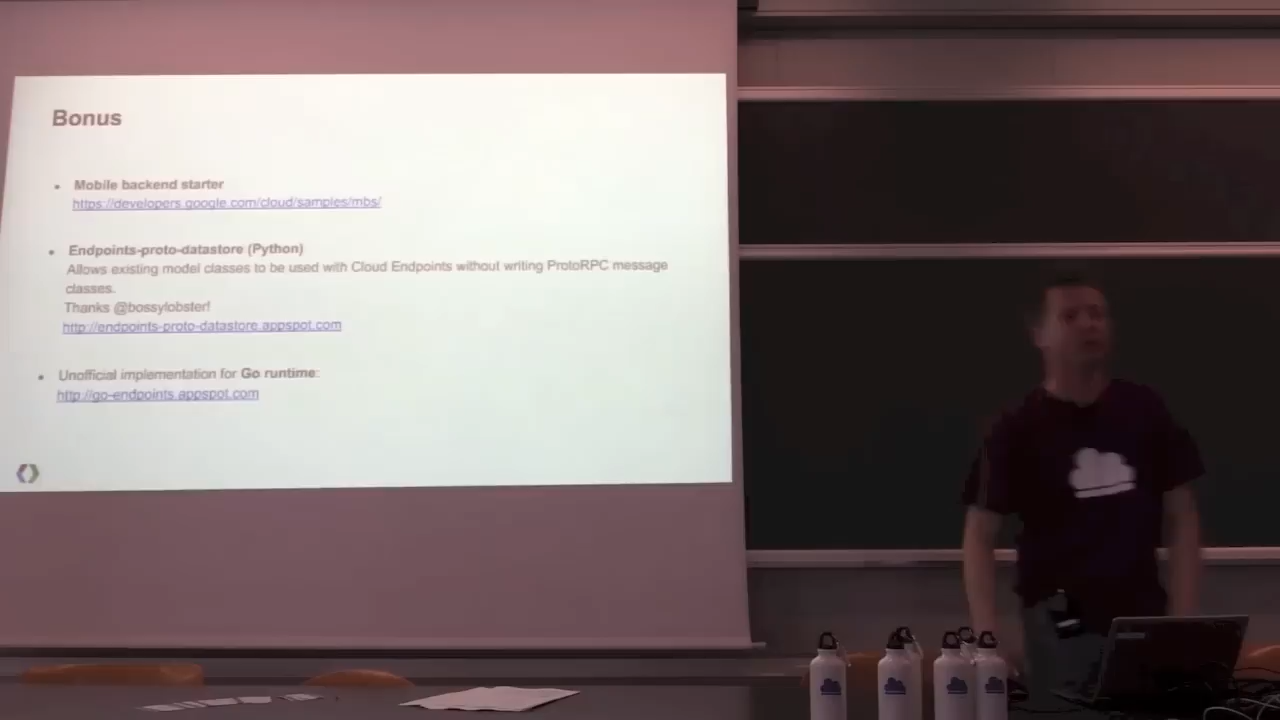 Bonus
Mobile backend starter
https://developers.google.com/cloud/samples/mbs/
Endpoints-proto-datastore (Python)
Allows existing model classes to be used with Cloud Endpoints without writing ProtoRPC message
classes.
Thanks @bossylobster!
http://endpoints-proto-datastore.appspot.com
Unofficial implementation for Go runtime:
http://go-endpoints.appspot.com